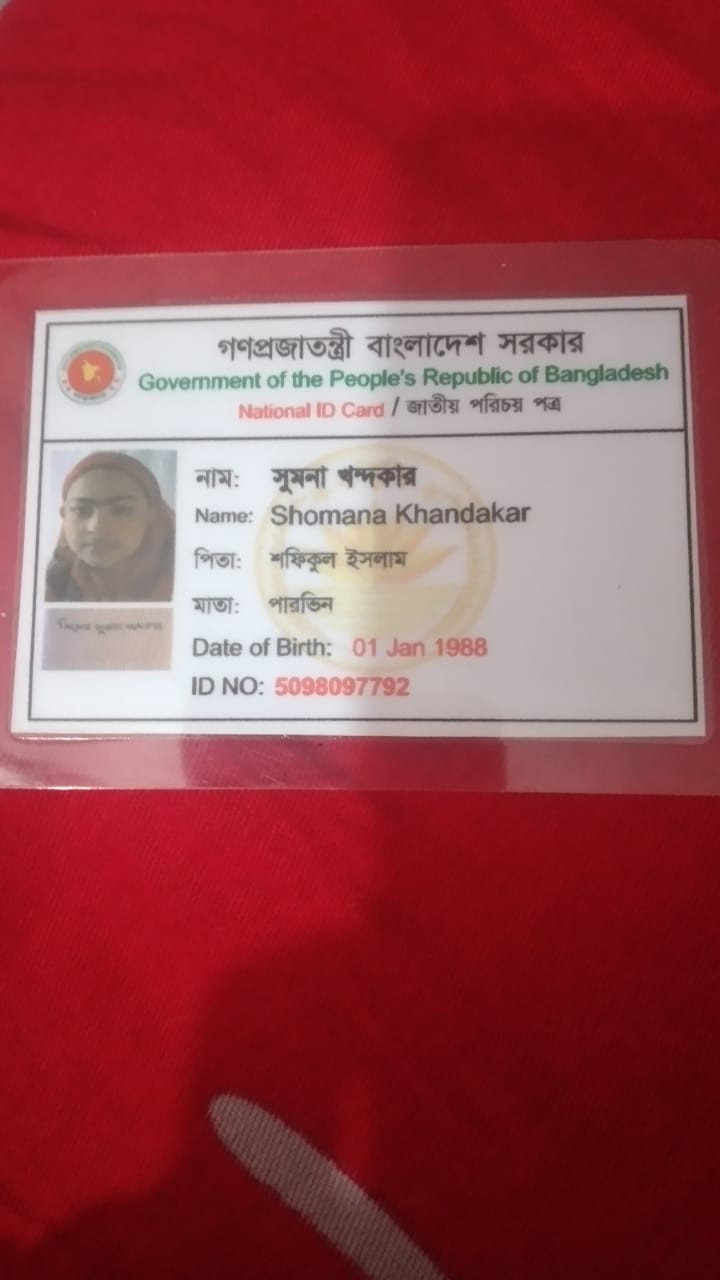 গণপ্রজাতন্ত্রী বাংলাদেশ সরকার
Government of the People's Republic of Bangladesh
National ID Card / জাতীয় পরিচয় পত্র
নাম: সুমনা খন্দকার
Name: Shomana Khandakar
পিতা: শফিকুল ইসলাম
মাতা: পারভিন
Date of Birth: 01 Jan 1988
ID NO: 5098097792